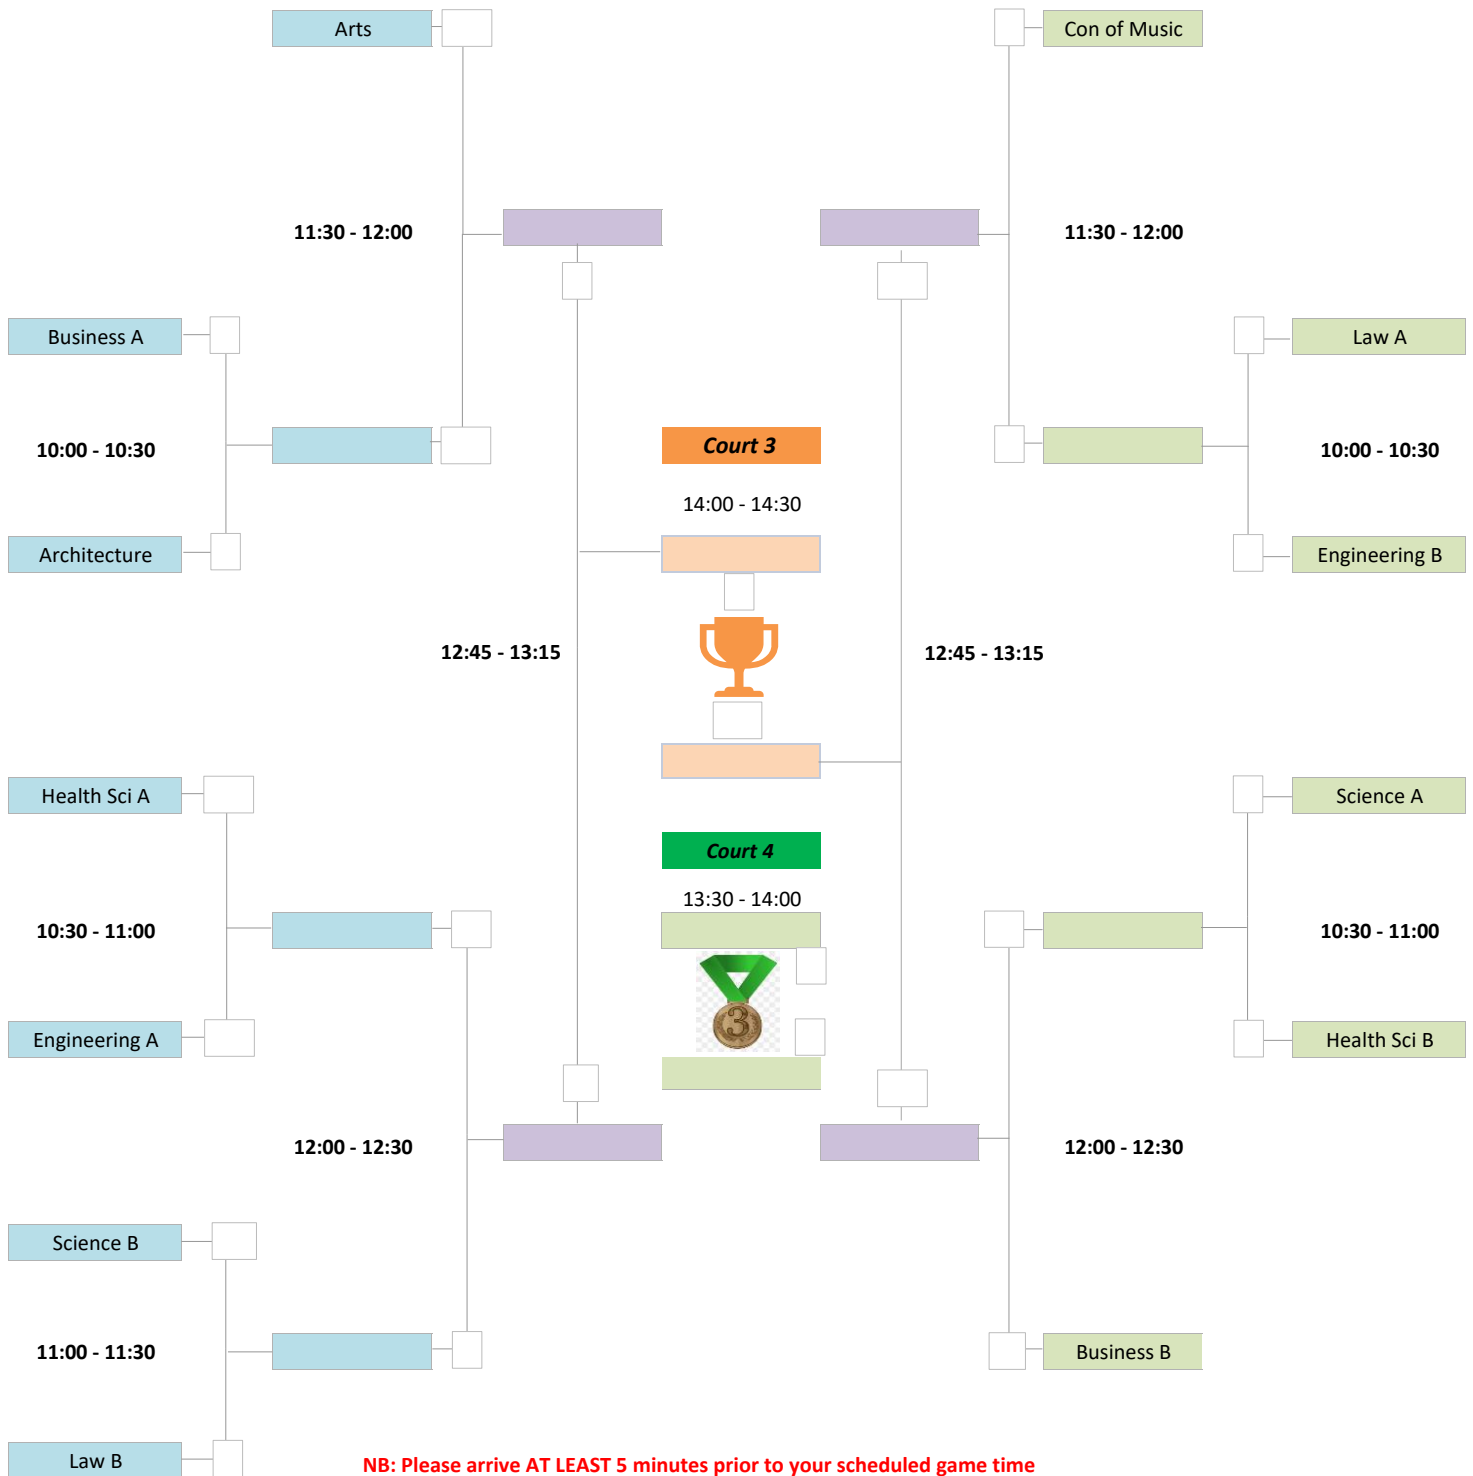 Arts
Con of Music
11:30 - 12:00
11:30 - 12:00
Business A
Law A
10:00 - 10:30
Court 3
10:00 - 10:30
14:00 - 14:30
Architecture
Engineering B
12:45 - 13:15
12:45 - 13:15
Health Sci A
Science A
Court 4
13:30 - 14:00
10:30 - 11:00
10:30 - 11:00
3
Engineering A
Health Sci B
12:00 - 12:30
12:00 - 12:30
Science B
11:00 - 11:30
Business B
Law B
NB: Please arrive AT LEAST 5 minutes prior to your scheduled game time